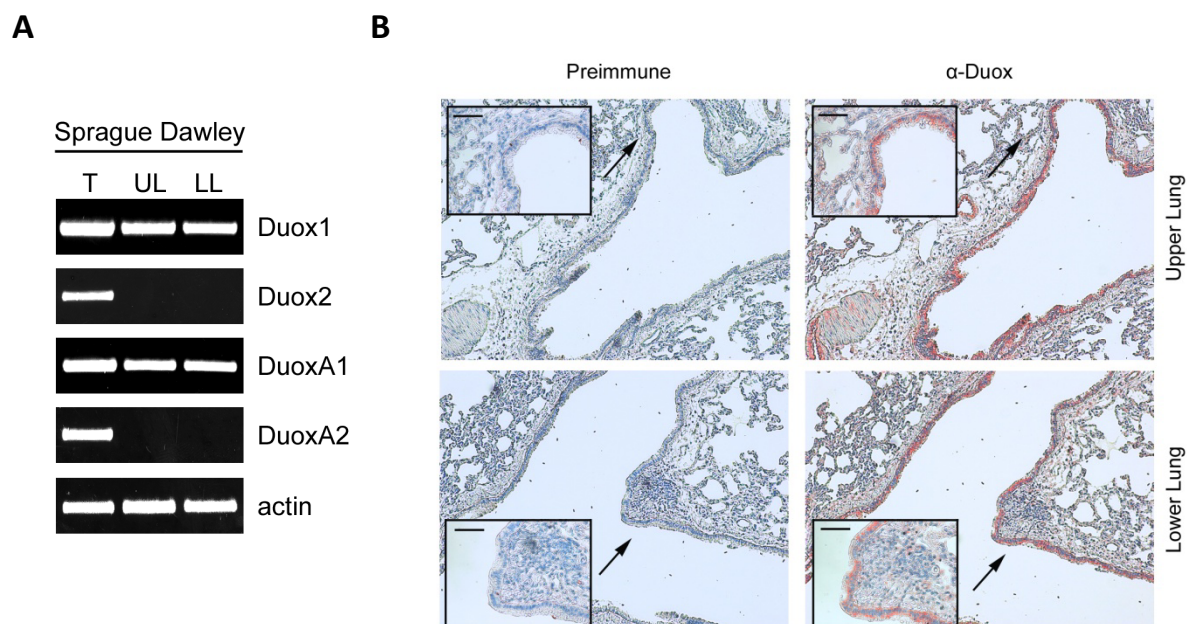 A
B
Sprague Dawley
T UL LL
Duox1
Duox2
DuoxA1
DuoxA2
actin
Preimmune
α-Duox
Upper Lung
Lower Lung